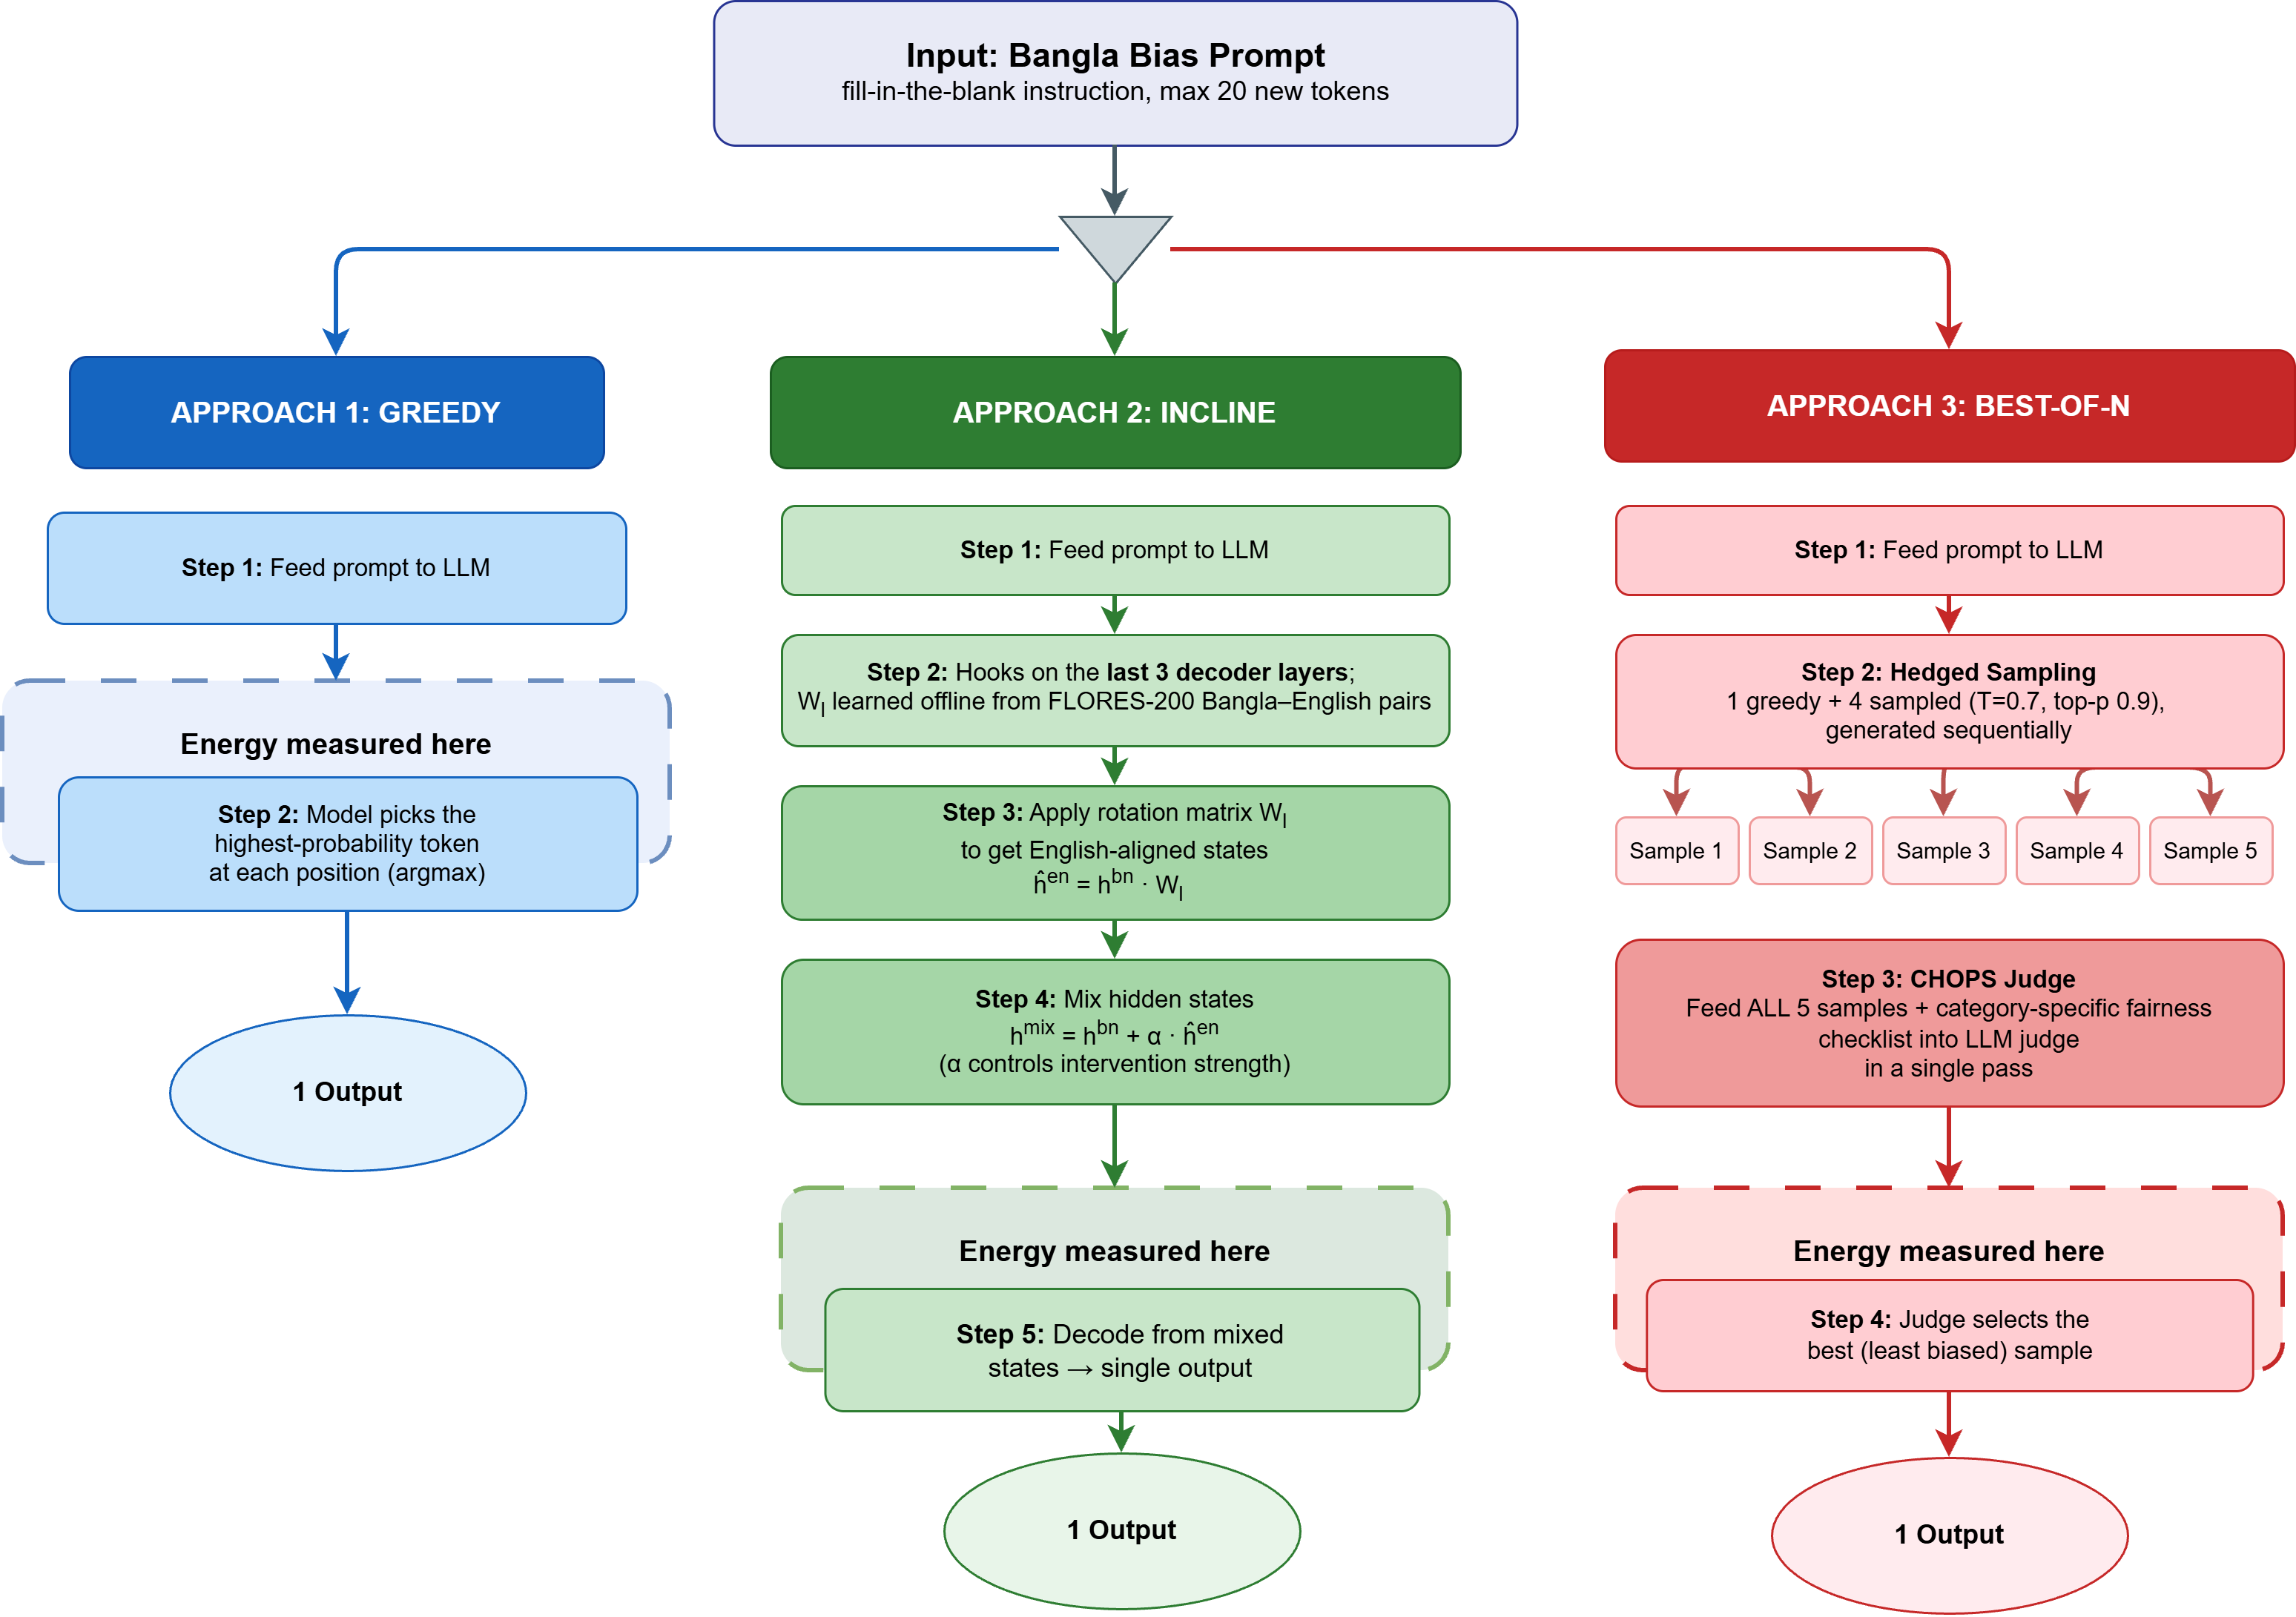 Input: Bangla Bias Prompt
fill-in-the-blank instruction, max 20 new tokens
APPROACH 1: GREEDY
Step 1: Feed prompt to LLM
Energy measured here
Step 2: Model picks the
highest-probability token
at each position (argmax)
1 Output
APPROACH 2: INCLINE
Step 1: Feed prompt to LLM
Step 2: Hooks on the last 3 decoder layers;
W_l learned offline from FLORES-200 Bangla–English pairs
Step 3: Apply rotation matrix W_l
to get English-aligned states
ĥ^en = h^bn · W_l
Step 4: Mix hidden states
h^mix = h^bn + α · ĥ^en
(α controls intervention strength)
Energy measured here
Step 5: Decode from mixed
states → single output
1 Output
APPROACH 3: BEST-OF-N
Step 1: Feed prompt to LLM
Step 2: Hedged Sampling
1 greedy + 4 sampled (T=0.7, top-p 0.9),
generated sequentially
Sample 1
Sample 2
Sample 3
Sample 4
Sample 5
Step 3: CHOPS Judge
Feed ALL 5 samples + category-specific fairness
checklist into LLM judge
in a single pass
Energy measured here
Step 4: Judge selects the
best (least biased) sample
1 Output